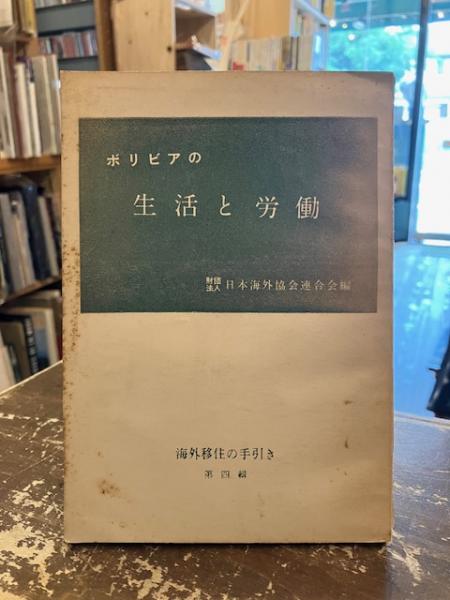 ボリビアの
生活と労働
財団法人 日本海外協会連合会編
海外移住の手引き
第四輯